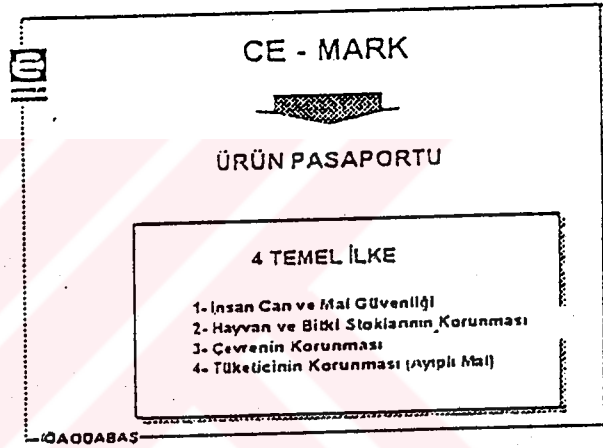 CE - MARK
ÜRÜN PASAPORTU
4 TEMEL İLKE
1- İnsan Can ve Mal Güvenliği
2- Hayvan ve Bitki Stoklarının Korunması
3- Çevrenin Korunması
4- Tüketicinin Korunması (Ayıplı Mal)